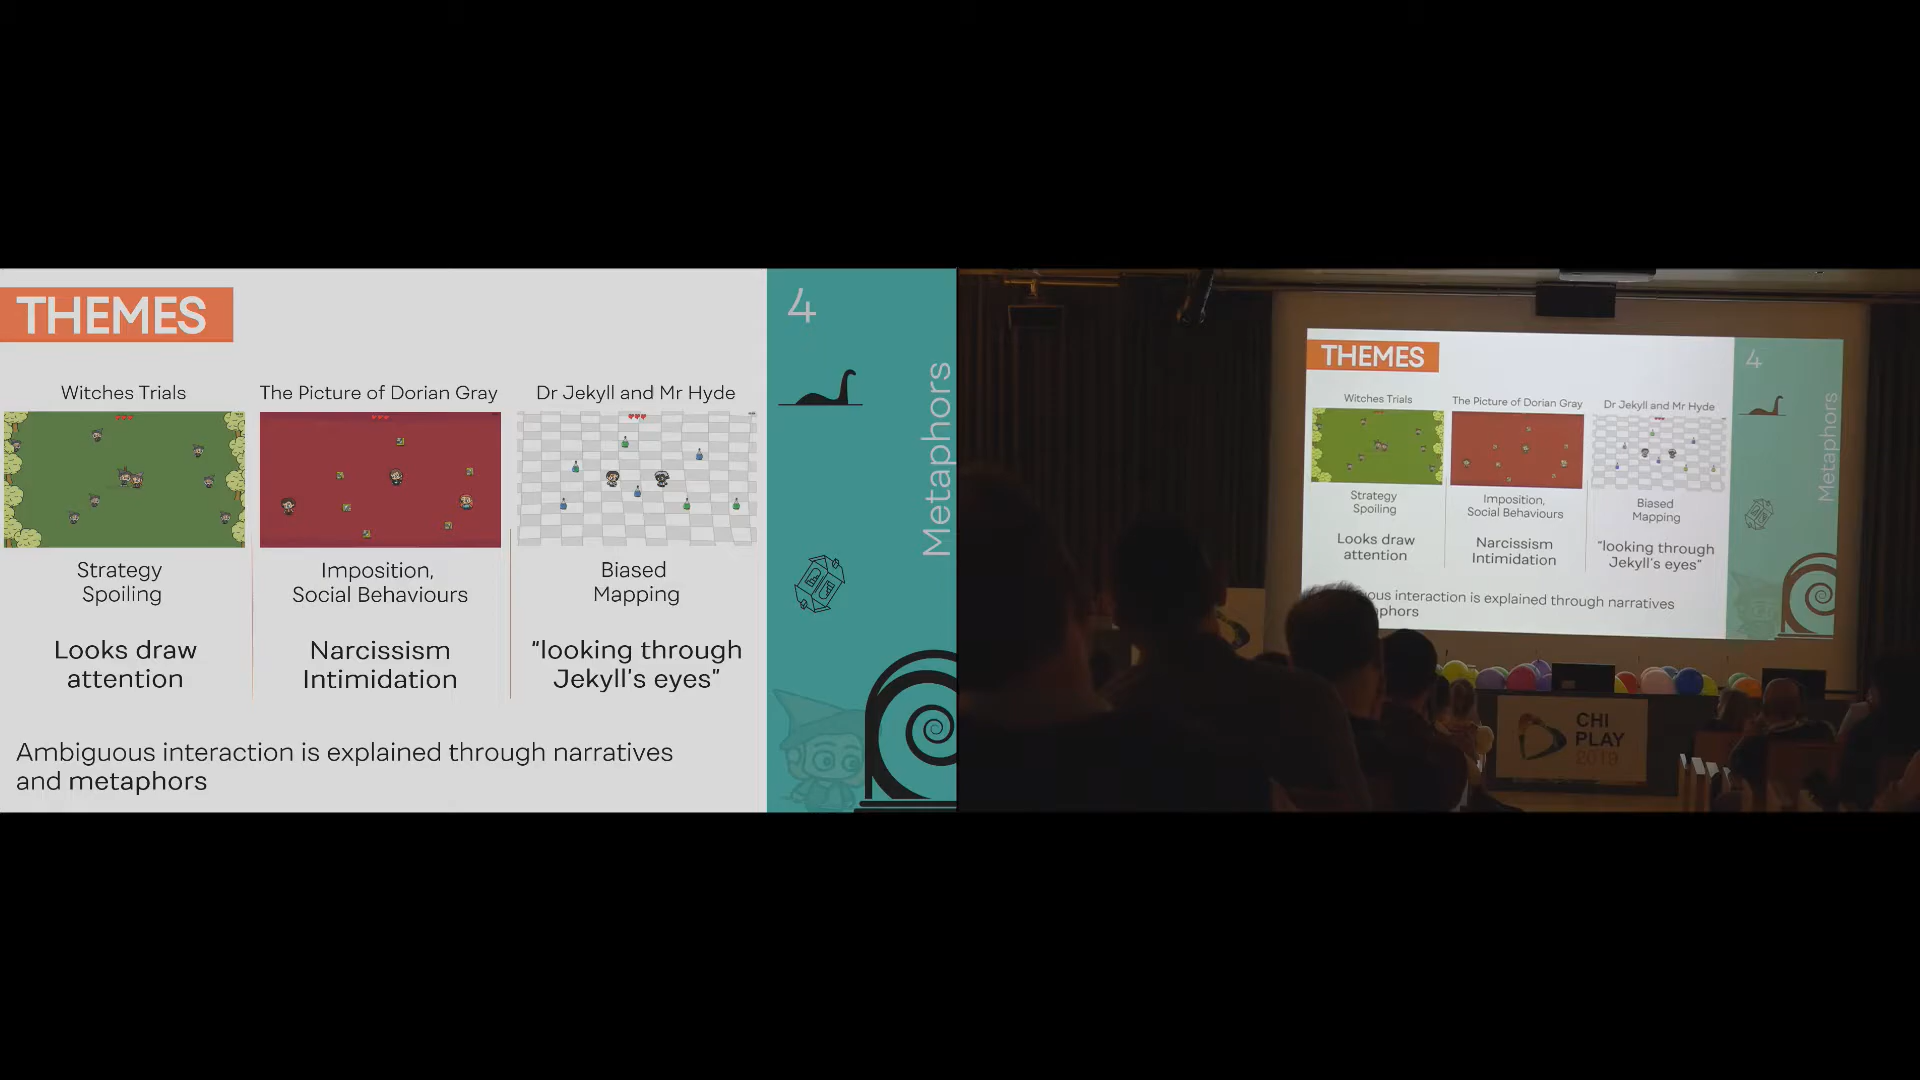 THEMES
Witches Trials
The Picture of Dorian Gray
Dr Jekyll and Mr Hyde
Strategy
Spoiling
Imposition,
Social Behaviours
Biased
Mapping
Looks draw
attention
Narcissism
Intimidation
“looking through
Jekyll's eyes”
Ambiguous interaction is explained through narratives
and metaphors
4
Metaphors
THEMES
Witches Trials
The Picture of Dorian Gray
Dr Jekyll and Mr Hyde
Strategy
Spoiling
Imposition,
Social Behaviours
Biased
Mapping
Looks draw
attention
Narcissism
Intimidation
“looking through
Jekyll's eyes”
interaction is explained through narratives
4
Metaphors
CHI
PLAY
2019